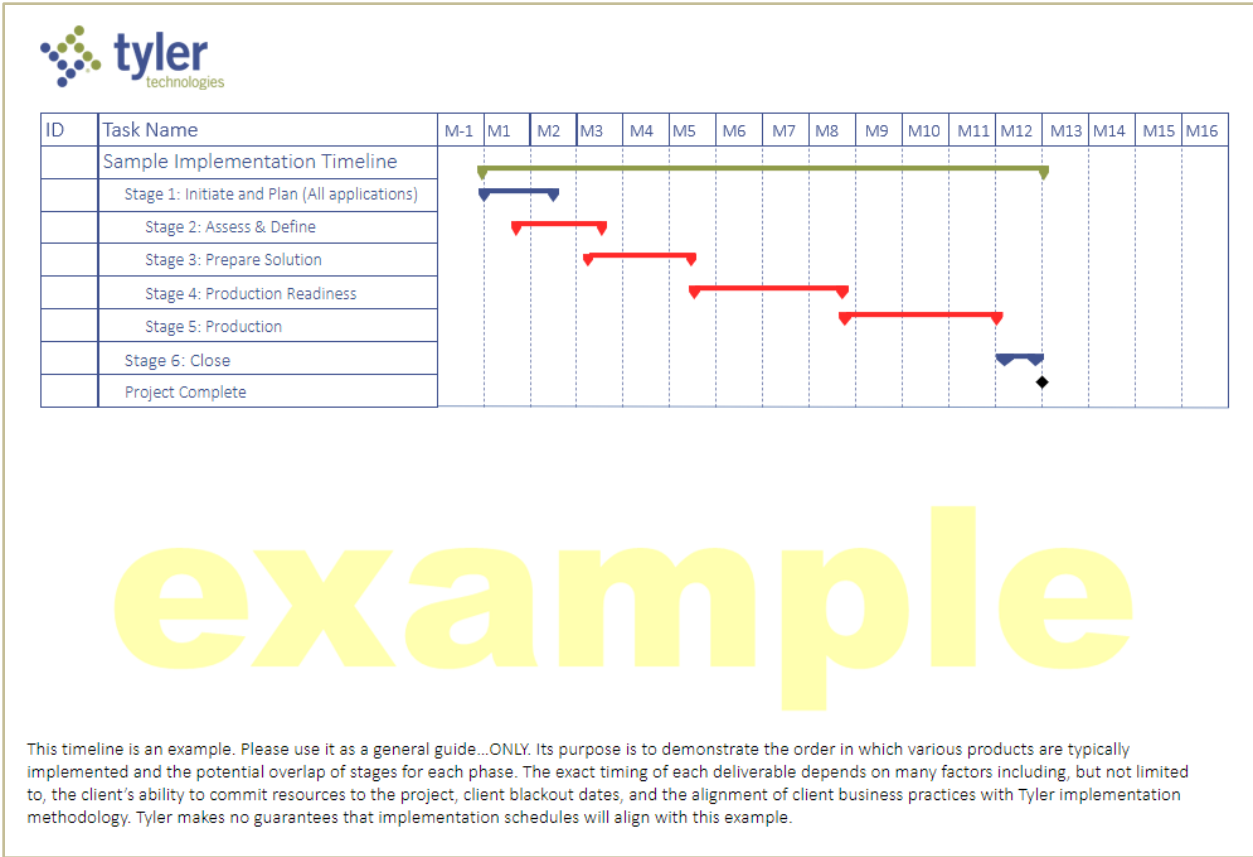 tyler
technologies
ID Task Name M-1 M1 M2 M3 M4 M5 M6 M7 M8 M9 M10 M11 M12 M13 M14 M15 M16
Sample Implementation Timeline
Stage 1: Initiate and Plan (All applications)
Stage 2: Assess & Define
Stage 3: Prepare Solution
Stage 4: Production Readiness
Stage 5: Production
Stage 6: Close
Project Complete
example
This timeline is an example. Please use it as a general guide...ONLY. Its purpose is to demonstrate the order in which various products are typically
implemented and the potential overlap of stages for each phase. The exact timing of each deliverable depends on many factors including, but not limited
to, the client's ability to commit resources to the project, client blackout dates, and the alignment of client business practices with Tyler implementation
methodology. Tyler makes no guarantees that implementation schedules will align with this example.